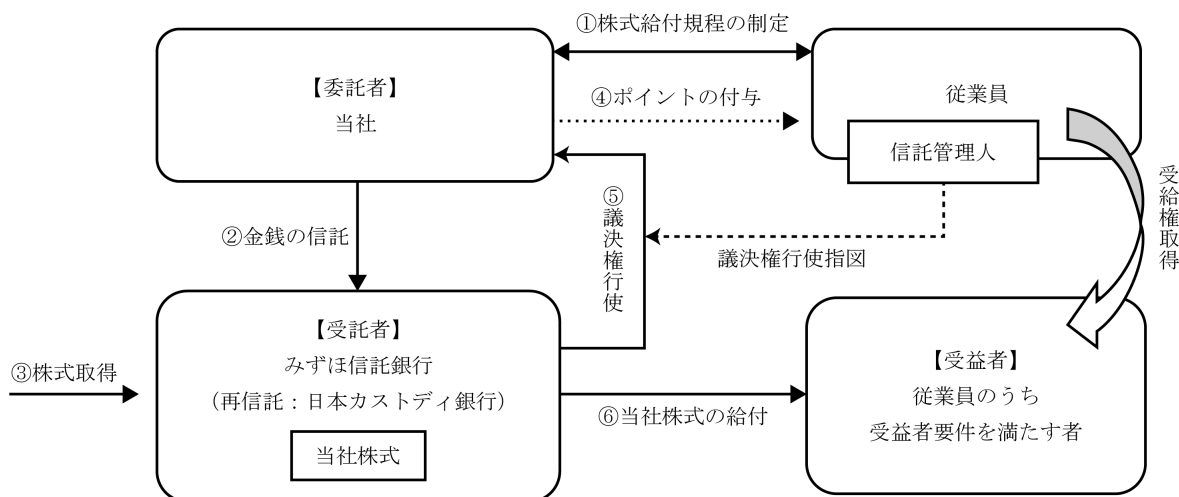 ①株式給付規程の制定
【委託者】
当社
④ポイントの付与
従業員
信託管理人
受給権取得
②金銭の信託
⑤議決権行使
議決権行使指図
③株式取得
【受託者】
みずほ信託銀行
(再信託：日本カストディ銀行)
当社株式
⑥当社株式の給付
【受益者】
従業員のうち
受益者要件を満たす者